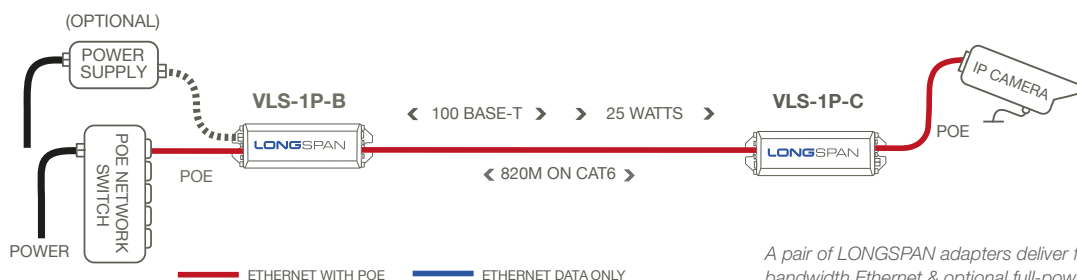 (OPTIONAL)
POWER
SUPPLY
VLS-1P-B
100 BASE-T
25 WATTS
VLS-1P-C
IP CAMERA
POE
LONGSPAN
LONGSPAN
POE NETWORK
SWITCH
POE
820M ON CAT6
POWER
ETHERNET WITH POE
ETHERNET DATA ONLY
A pair of LONGSPAN adapters deliver f
bandwidth Ethernet & optional full-pow